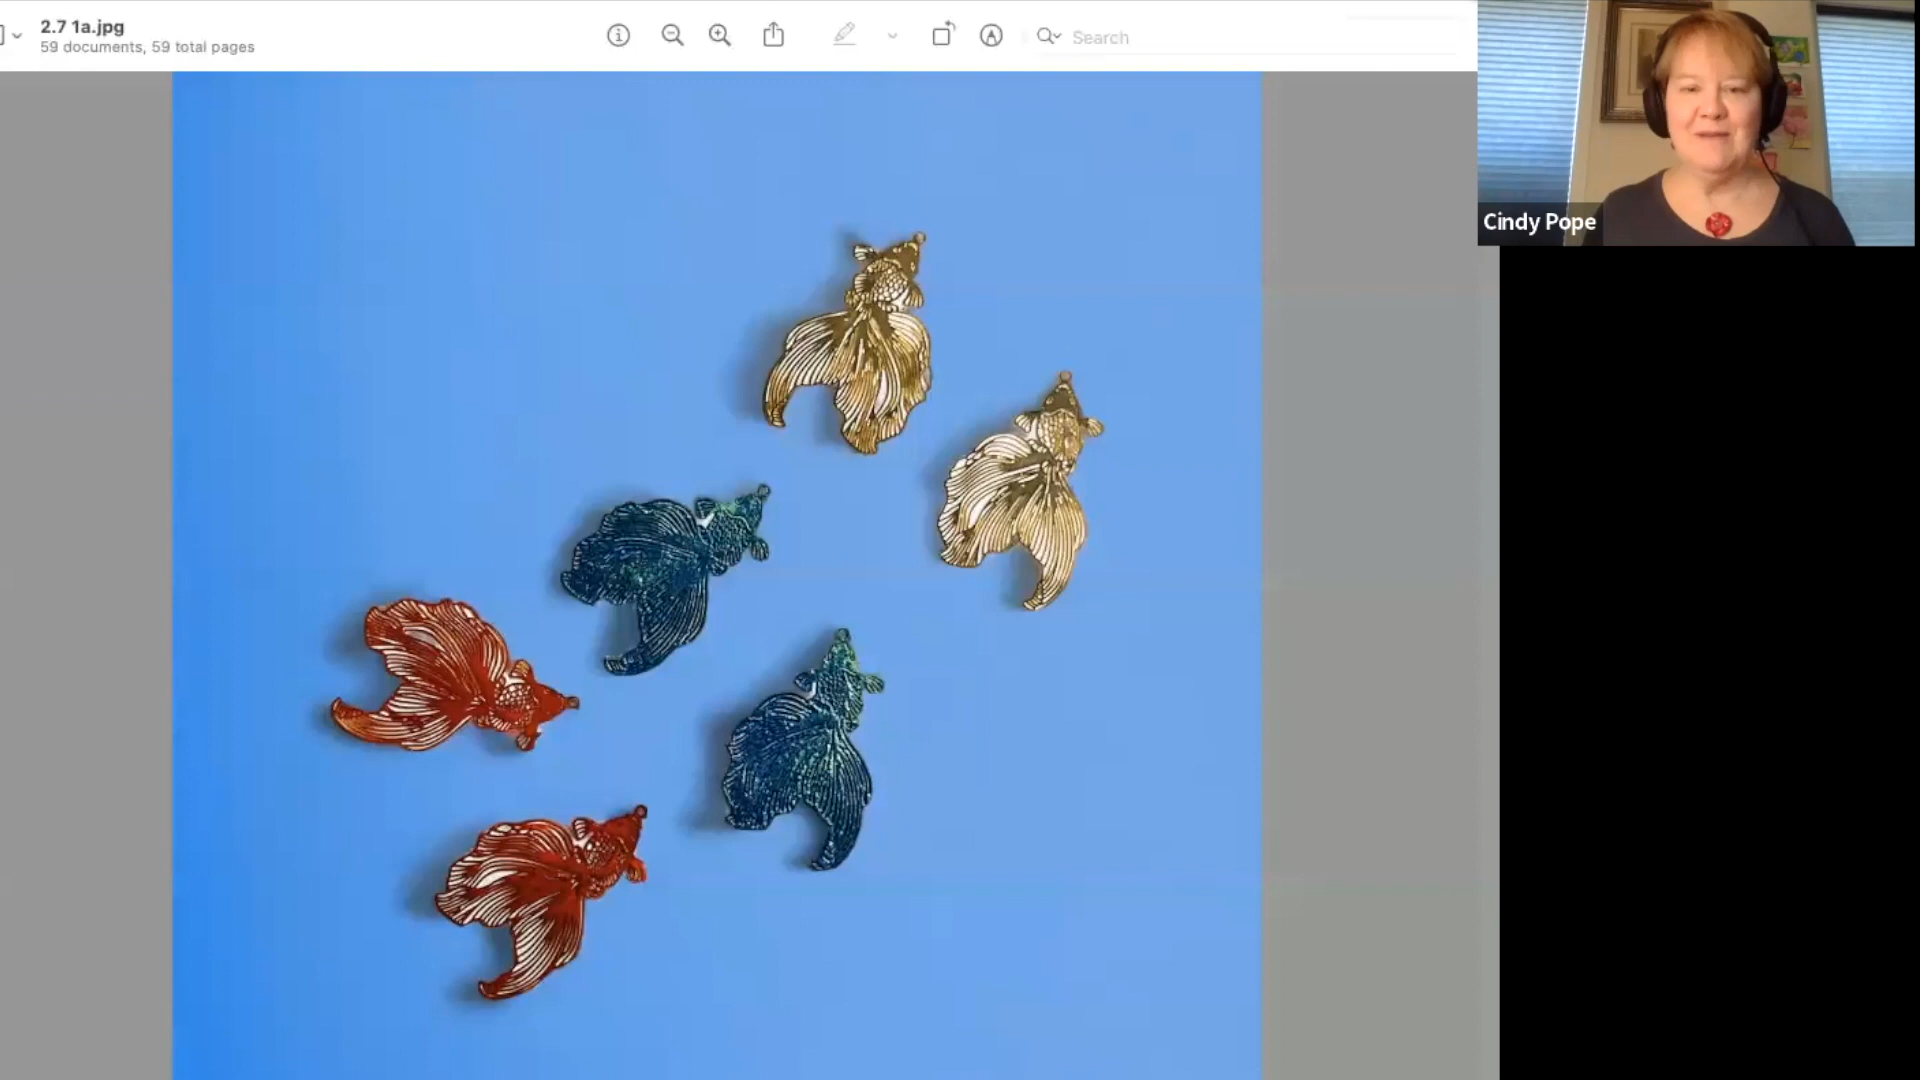 2.7 1a.jpg
59 documents, 59 total pages
Search
Cindy Pope